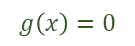 g(x) = 0